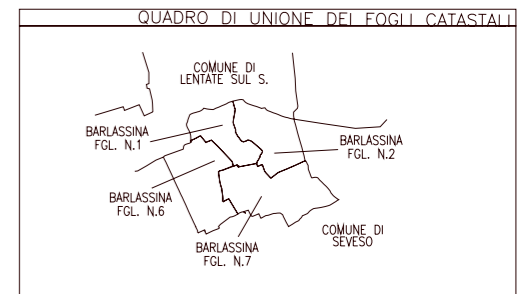 QUADRO DI UNIONE DEI FOGLI CATASTALI
COMUNE DI
LENTATE SUL S.
BARLASSINA
FGL. N.1
BARLASSINA
FGL. N.2
BARLASSINA
FGL. N.6
COMUNE DI
SEVESO
BARLASSINA
FGL. N.7